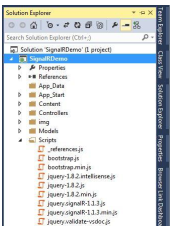 Solution Explorer
Search Solution Explorer (Ctrl+;)
Solution 'SignalRDemo' (1 project)
SignalRDemo
Properties
References
App_Data
App_Start
Content
Controllers
img
Models
Scripts
_references.js
bootstrap.js
bootstrap.min.js
jquery-1.8.2.intellisense.js
jquery-1.8.2.js
jquery-1.8.2.min.js
jquery.signalR-1.1.3.js
jquery.signalR-1.1.3.min.js
jquery.validate-vsdoc.js
Team Explorer
Class View
Solution Explorer
Properties
Browser Link Dashboard